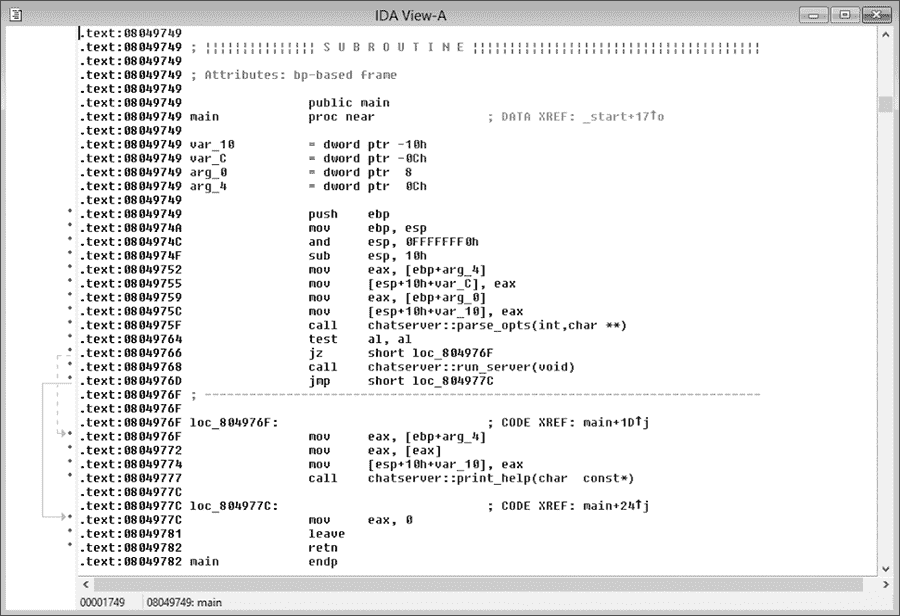 IDA View-A
.text:08049749
.text:08049749 ; ¦¦¦¦¦¦¦¦¦¦¦¦¦¦¦ S U B R O U T I N E ¦¦¦¦¦¦¦¦¦¦¦¦¦¦¦¦¦¦¦¦¦¦¦¦¦¦¦¦¦¦¦¦¦¦¦¦¦¦¦
.text:08049749
.text:08049749 ; Attributes: bp-based frame
.text:08049749
.text:08049749 public main
.text:08049749 main proc near ; DATA XREF: _start+17↑o
.text:08049749
.text:08049749 var_10 = dword ptr -10h
.text:08049749 var_C = dword ptr -0Ch
.text:08049749 arg_0 = dword ptr 8
.text:08049749 arg_4 = dword ptr 0Ch
.text:08049749
.text:08049749 push ebp
.text:0804974A mov ebp, esp
.text:0804974C and esp, 0FFFFFFF0h
.text:0804974F sub esp, 10h
.text:08049752 mov eax, [ebp+arg_4]
.text:08049755 mov [esp+10h+var_C], eax
.text:08049759 mov eax, [ebp+arg_0]
.text:0804975C mov [esp+10h+var_10], eax
.text:0804975F call chatserver::parse_opts(int,char **)
.text:08049764 test al, al
.text:08049766 jz short loc_804976F
.text:08049768 call chatserver::run_server(void)
.text:0804976D jmp short loc_804977C
.text:0804976F ; ---------------------------------------------------------------------------
.text:0804976F
.text:0804976F loc_804976F: ; CODE XREF: main+1D↑j
.text:0804976F mov eax, [ebp+arg_4]
.text:08049772 mov eax, [eax]
.text:08049774 mov [esp+10h+var_10], eax
.text:08049777 call chatserver::print_help(char const*)
.text:0804977C
.text:0804977C loc_804977C: ; CODE XREF: main+24↑j
.text:0804977C mov eax, 0
.text:08049781 leave
.text:08049782 retn
.text:08049782 main endp
00001749 08049749: main